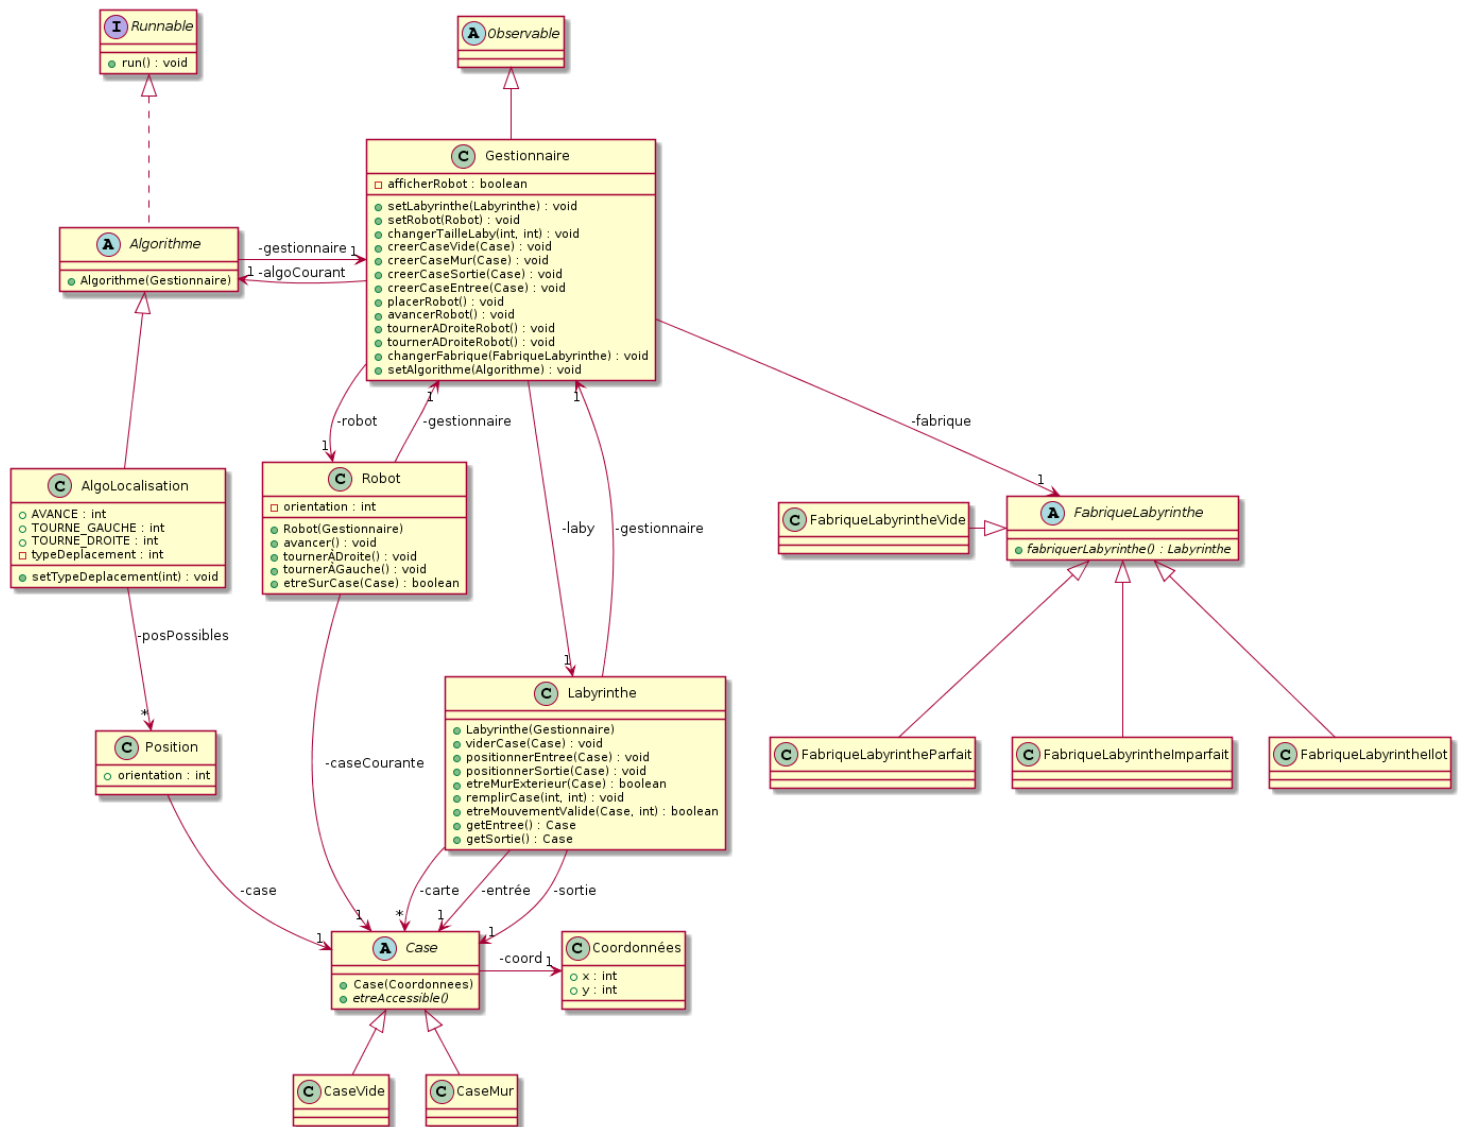 I Runnable
run() : void
A Observable
C Gestionnaire
afficherRobot : boolean
setLabyrinthe(Labyrinthe) : void
setRobot(Robot) : void
changerTailleLaby(int, int) : void
creerCaseVide(Case) : void
creerCaseMur(Case) : void
creerCaseSortie(Case) : void
creerCaseEntree(Case) : void
placerRobot() : void
avancerRobot() : void
tournerADroiteRobot() : void
tournerADroiteRobot() : void
changerFabrique(FabriqueLabyrinthe) : void
setAlgorithme(Algorithme) : void
A Algorithme
Algorithme(Gestionnaire)
-gestionnaire 1
1 -algoCourant
-robot
1
1
-gestionnaire
-laby
1
1
-gestionnaire
-fabrique
1
C AlgoLocalisation
AVANCE : int
TOURNE_GAUCHE : int
TOURNE_DROITE : int
typeDeplacement : int
setTypeDeplacement(int) : void
C Robot
orientation : int
Robot(Gestionnaire)
avancer() : void
tournerÀDroite() : void
tournerÀGauche() : void
etreSurCase(Case) : boolean
C FabriqueLabyrintheVide
A FabriqueLabyrinthe
fabriquerLabyrinthe() : Labyrinthe
-posPossibles
*
C Position
orientation : int
-caseCourante
1
C Labyrinthe
Labyrinthe(Gestionnaire)
viderCase(Case) : void
positionnerEntree(Case) : void
positionnerSortie(Case) : void
etreMurExterieur(Case) : boolean
remplirCase(int, int) : void
etreMouvementValide(Case, int) : boolean
getEntree() : Case
getSortie() : Case
C FabriqueLabyrintheParfait
C FabriqueLabyrintheImparfait
C FabriqueLabyrintheIlot
-case
1
-carte
*
-entrée
1
-sortie
1
A Case
Case(Coordonnees)
etreAccessible()
-coord 1
C Coordonnées
x : int
y : int
C CaseVide
C CaseMur